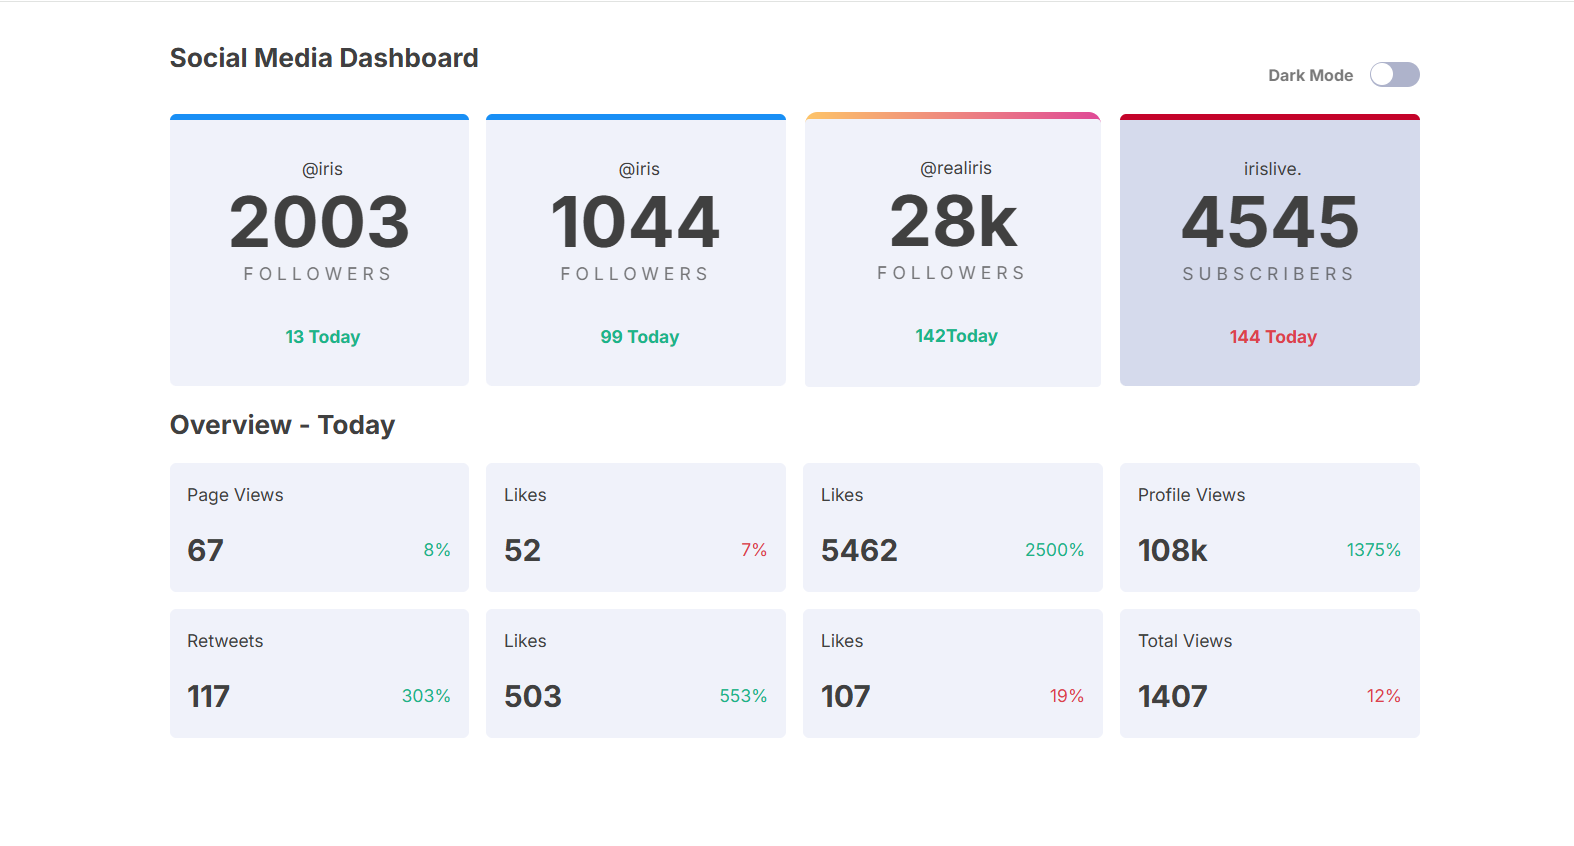 Social Media Dashboard
Dark Mode
@iris
2003
FOLLOWERS
13 Today
@iris
1044
FOLLOWERS
99 Today
@realiris
28k
FOLLOWERS
142Today
irislive.
4545
SUBSCRIBERS
144 Today
Overview - Today
Page Views
67 8%
Likes
52 7%
Likes
5462 2500%
Profile Views
108k 1375%
Retweets
117 303%
Likes
503 553%
Likes
107 19%
Total Views
1407 12%